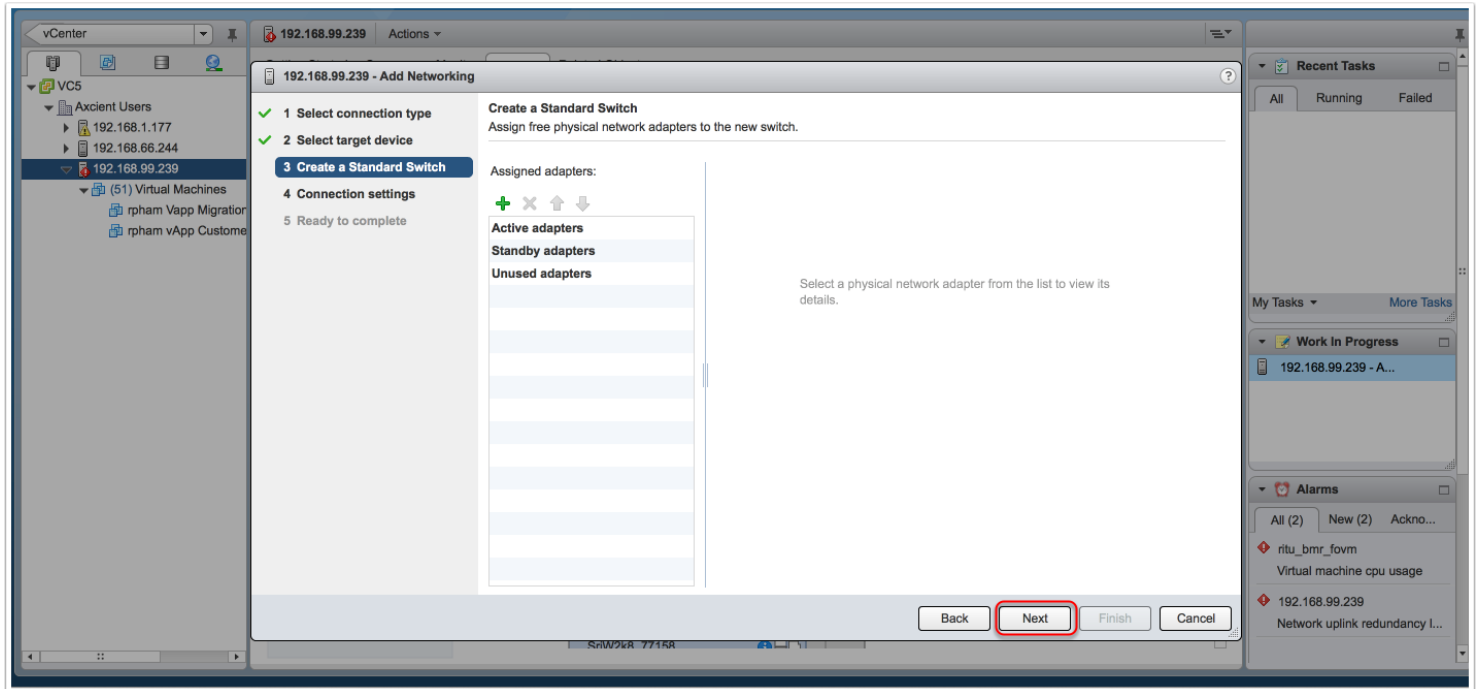 vCenter
192.168.99.239 Actions
VC5
Axcient Users
192.168.1.177
192.168.66.244
192.168.99.239
(51) Virtual Machines
rpham Vapp Migration
rpham vApp Custome
192.168.99.239 - Add Networking
?
1 Select connection type
2 Select target device
3 Create a Standard Switch
4 Connection settings
5 Ready to complete
Create a Standard Switch
Assign free physical network adapters to the new switch.
Assigned adapters:
Active adapters
Standby adapters
Unused adapters
Select a physical network adapter from the list to view its
details.
Back Next Finish Cancel
SriW2k8_77158
Recent Tasks
All Running Failed
My Tasks More Tasks
Work In Progress
192.168.99.239 - A...
Alarms
All (2) New (2) Ackno...
ritu_bmr_fovm
Virtual machine cpu usage
192.168.99.239
Network uplink redundancy l...